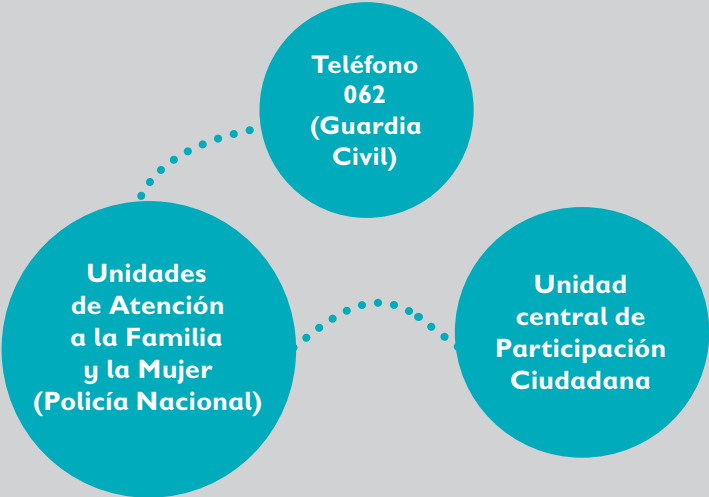 Teléfono
062
(Guardia
Civil)
Unidades
de Atención
a la Familia
y la Mujer
(Policía Nacional)
Unidad
central de
Participación
Ciudadana